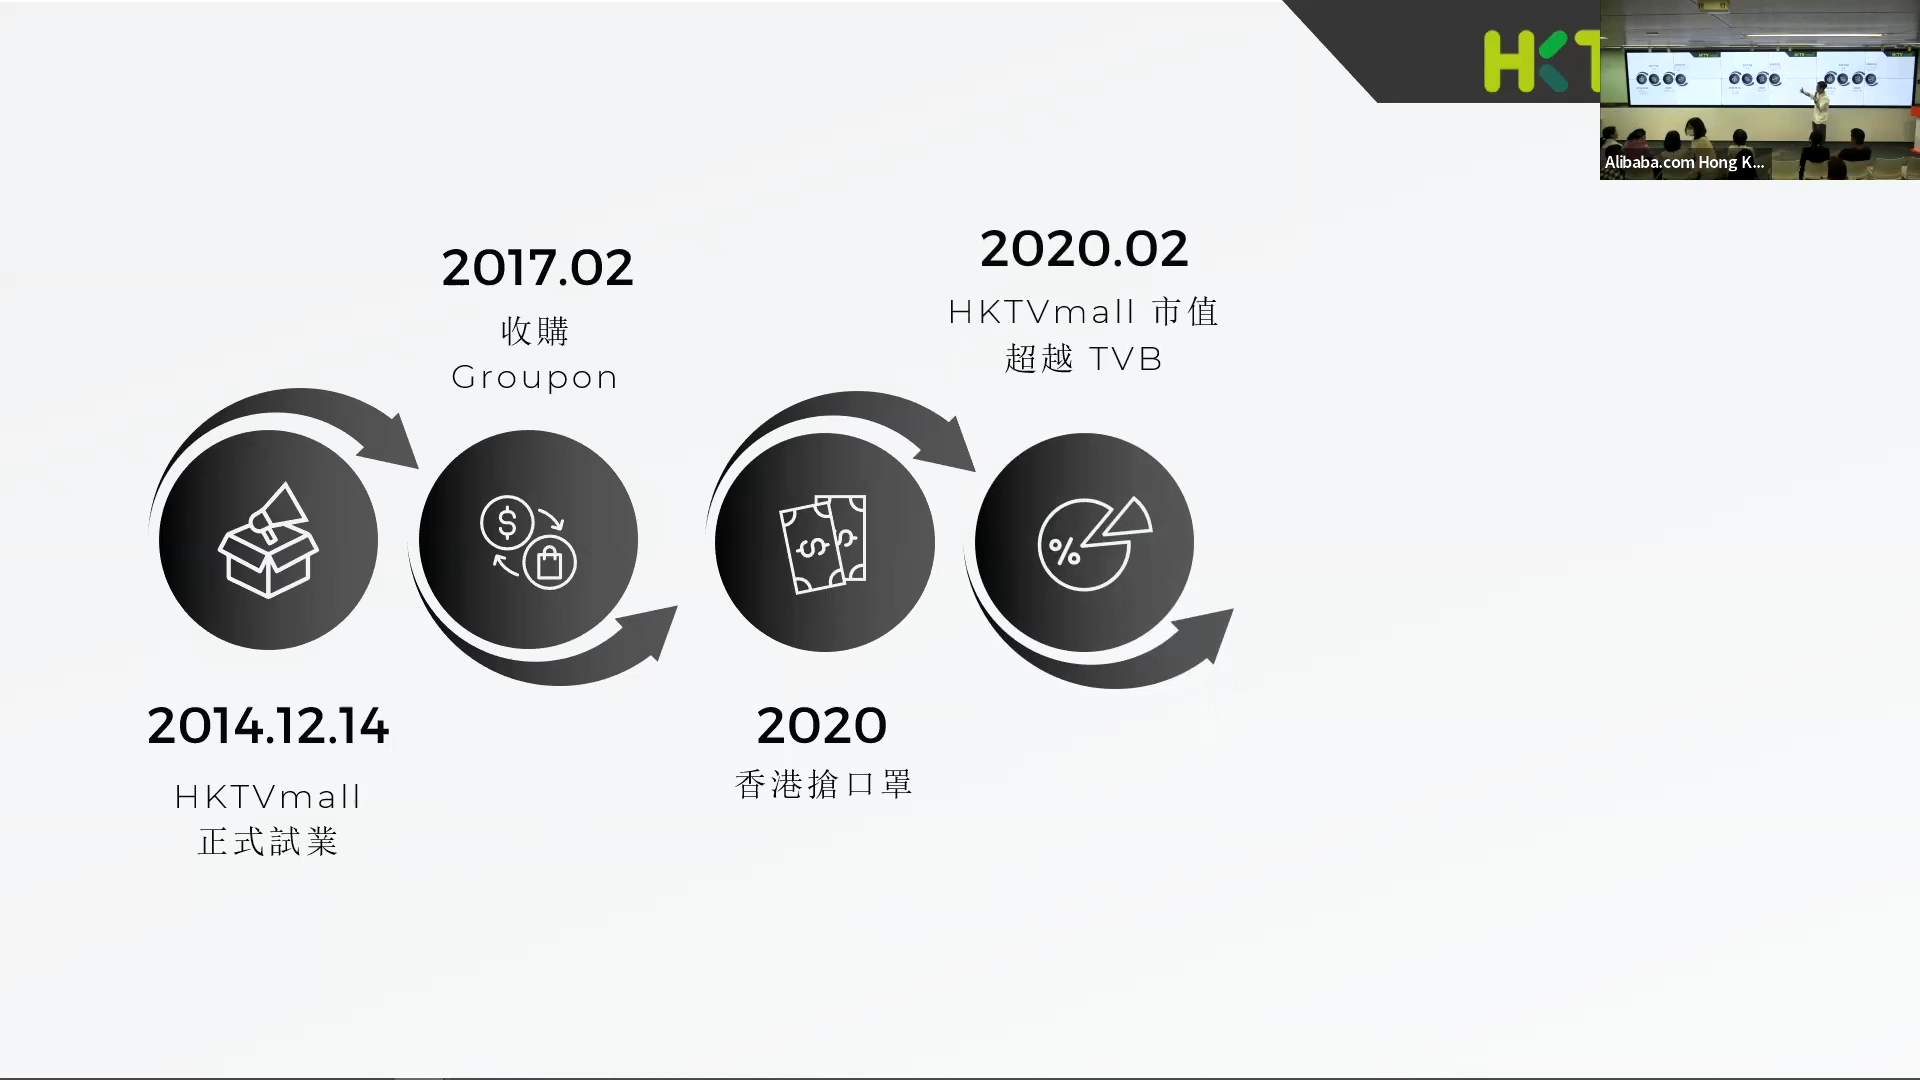 HKT
Alibaba.com Hong K...
2017.02
收購
Groupon
2020.02
HKTVmall 市值
超越 TVB
$
$
$
%
2014.12.14
HKTVmall
正式試業
2020
香港搶口罩